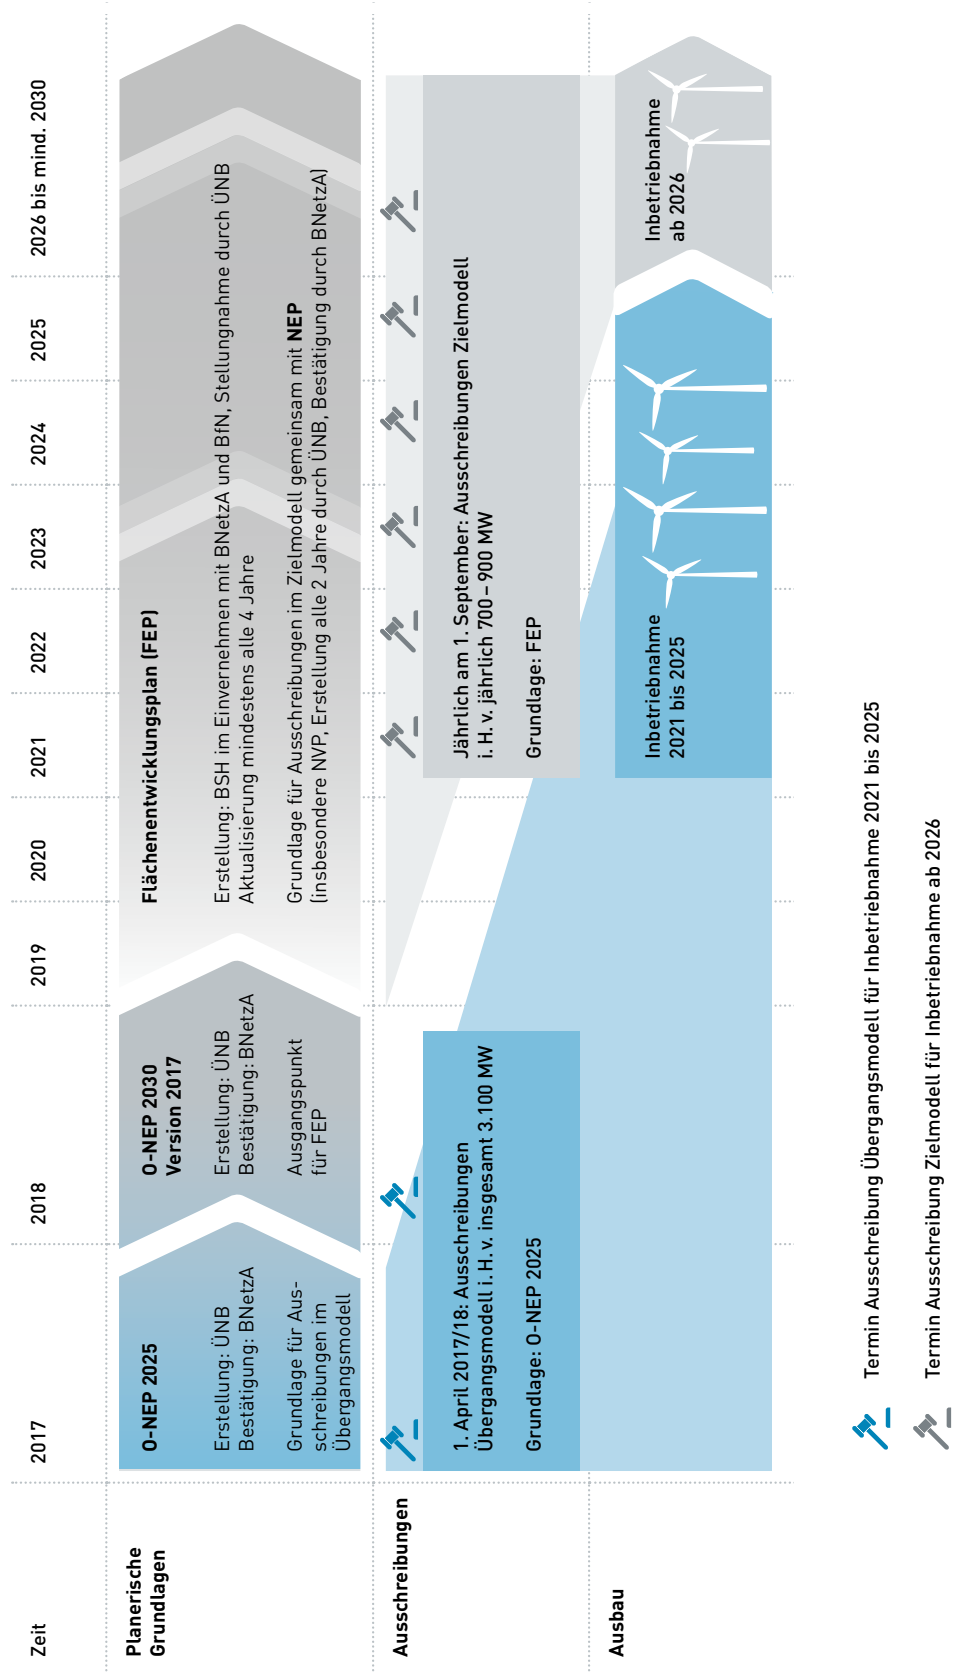 Zeit
2017
2018
2019
2020
2021
2022
2023
2024
2025
2026 bis mind. 2030
Planerische
Grundlagen
O-NEP 2025
Erstellung: ÜNB
Bestätigung: BNetzA
Grundlage für Aus-
schreibungen im
Übergangsmodell
O-NEP 2030
Version 2017
Erstellung: ÜNB
Bestätigung: BNetzA
Ausgangspunkt
für FEP
Flächenentwicklungsplan (FEP)
Erstellung: BSH im Einvernehmen mit BNetzA und BfN, Stellungnahme durch ÜNB
Aktualisierung mindestens alle 4 Jahre
Grundlage für Ausschreibungen im Zielmodell gemeinsam mit NEP
(insbesondere NVP, Erstellung alle 2 Jahre durch ÜNB, Bestätigung durch BNetzA)
Ausschreibungen
1. April 2017/18: Ausschreibungen
Übergangsmodell i. H. v. insgesamt 3.100 MW
Grundlage: O-NEP 2025
Jährlich am 1. September: Ausschreibungen Zielmodell
i. H. v. jährlich 700 – 900 MW
Grundlage: FEP
Ausbau
Inbetriebnahme
2021 bis 2025
Inbetriebnahme
ab 2026
Termin Ausschreibung Übergangsmodell für Inbetriebnahme 2021 bis 2025
Termin Ausschreibung Zielmodell für Inbetriebnahme ab 2026